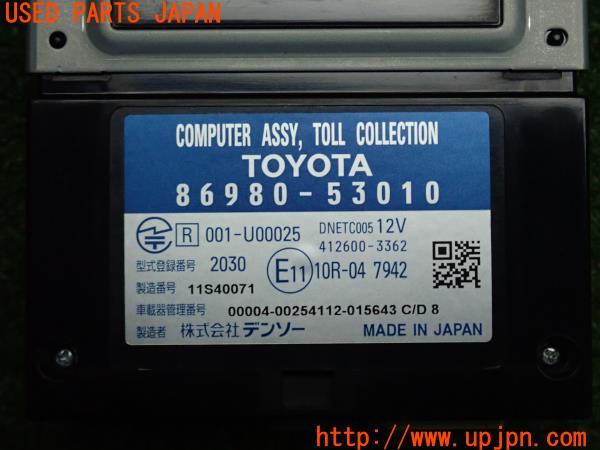 USED PARTS JAPAN
COMPUTER ASSY, TOLL COLLECTION
TOYOTA
86980-53010
R 001-U00025 DNETC005 12V
412600-3362
型式登録番号 2030 E11 10R-04 7942
製造番号 11S40071
車載器管理番号 00004-00254112-015643 C/D 8
製造者 株式会社 デンソー MADE IN JAPAN
http://www.upjpn.com/